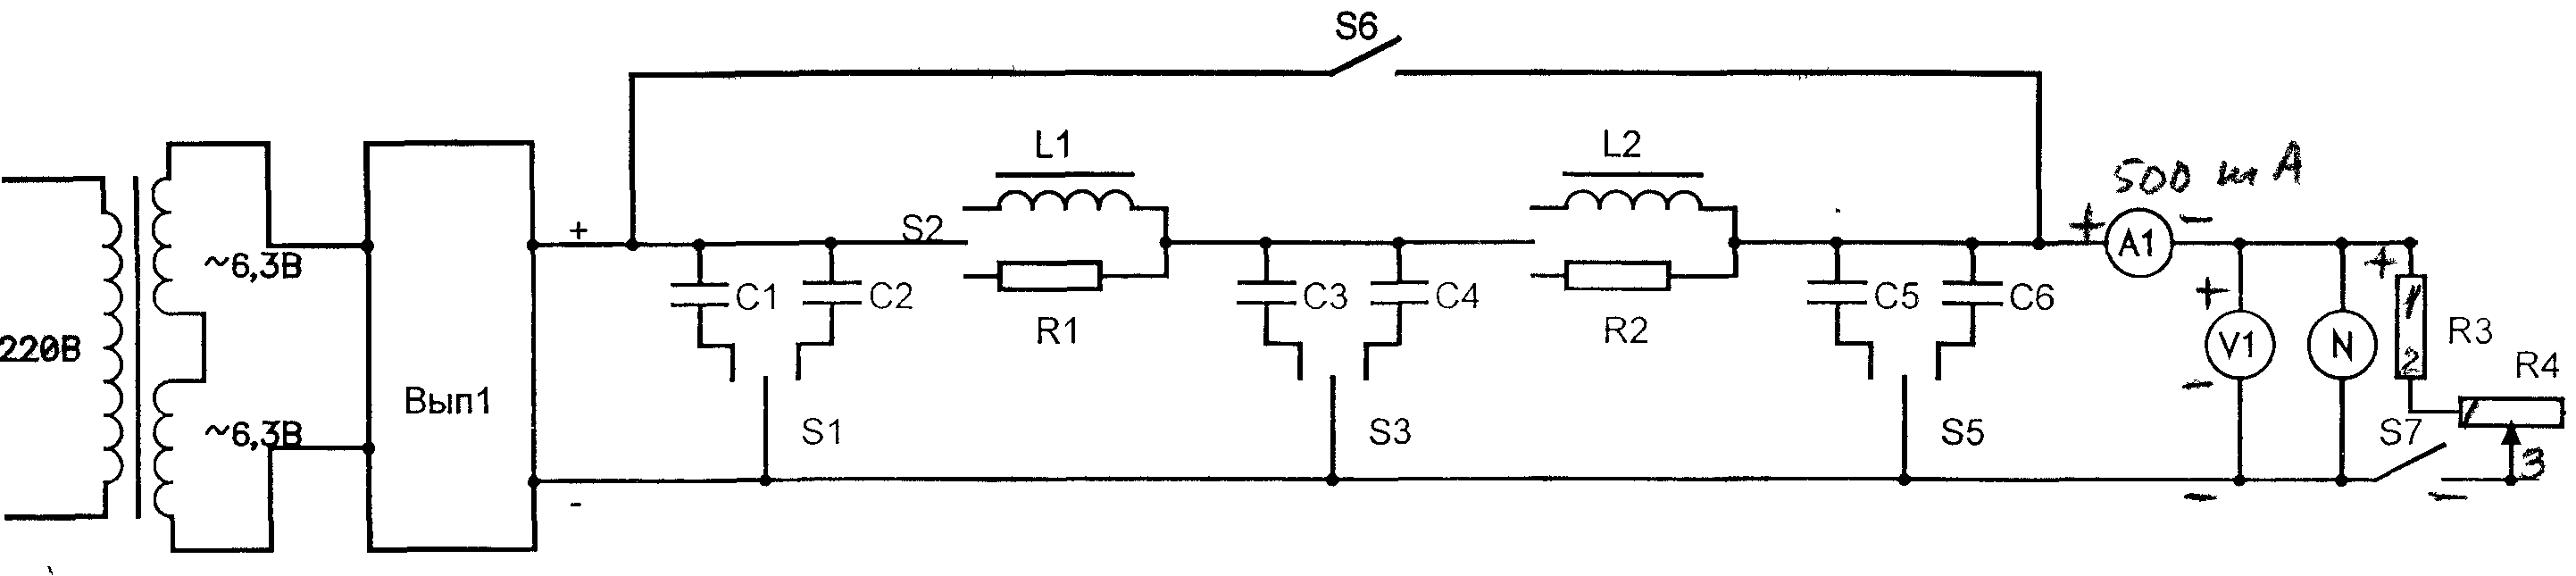 S6
L1
L2
500 mA
S2
+
+
-
A1
~6,3В
+
C1
C2
C3
C4
C5
C6
+
R1
R2
V1
N
1
R3
220В
2
R4
-
Вып1
1
~6,3В
S1
S3
S5
S7
3
-
-
-